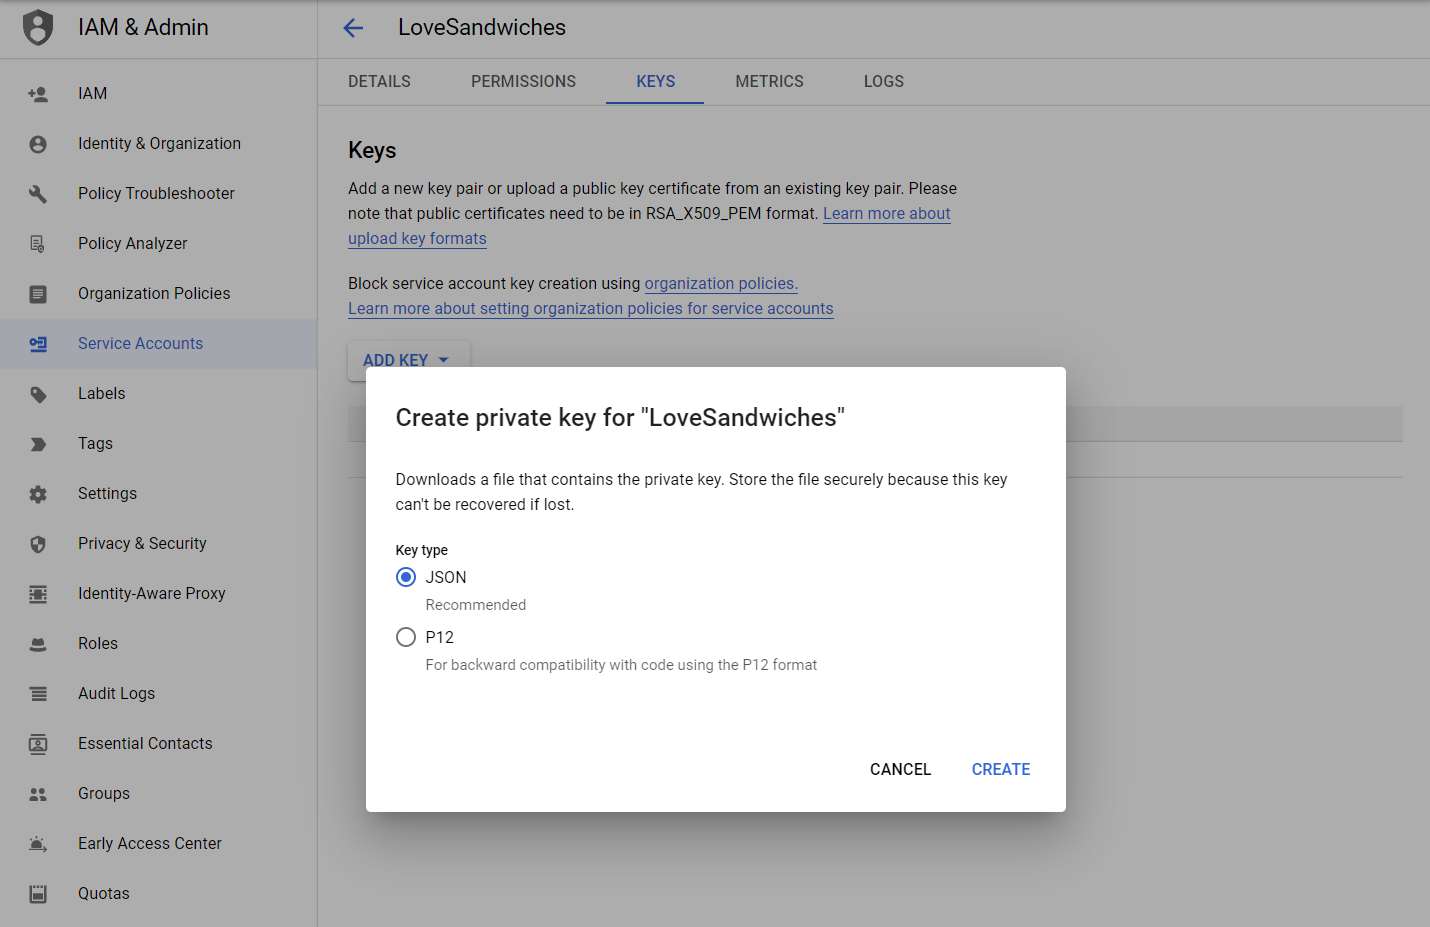 IAM & Admin
LoveSandwiches
IAM
Identity & Organization
Policy Troubleshooter
Policy Analyzer
Organization Policies
Service Accounts
Labels
Tags
Settings
Privacy & Security
Identity-Aware Proxy
Roles
Audit Logs
Essential Contacts
Groups
Early Access Center
Quotas
DETAILS PERMISSIONS KEYS METRICS LOGS
Keys
Add a new key pair or upload a public key certificate from an existing key pair. Please
note that public certificates need to be in RSA_X509_PEM format. Learn more about
upload key formats
Block service account key creation using organization policies.
Learn more about setting organization policies for service accounts
ADD KEY
Create private key for "LoveSandwiches"
Downloads a file that contains the private key. Store the file securely because this key
can't be recovered if lost.
Key type
JSON
Recommended
P12
For backward compatibility with code using the P12 format
CANCEL CREATE